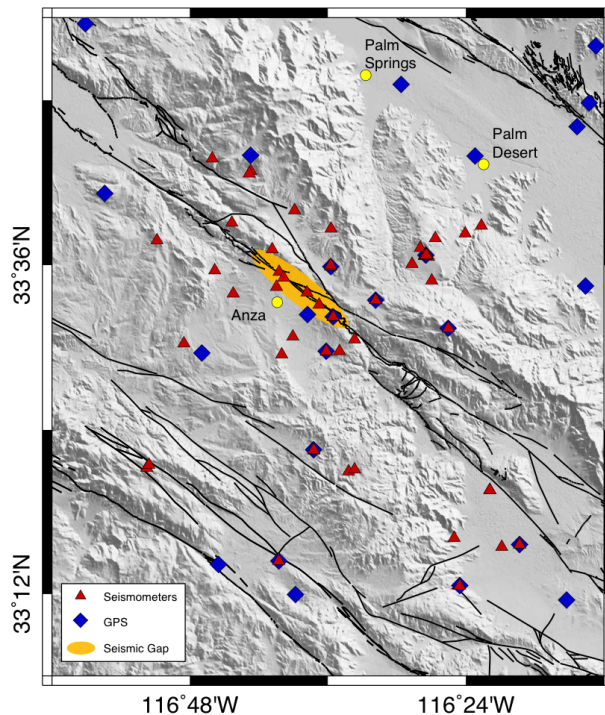 Palm
Springs
Palm
Desert
33˚36'N
Anza
33˚12'N
Seismometers
GPS
Seismic Gap
116˚48'W
116˚24'W